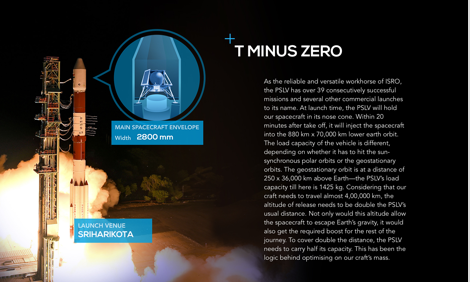 T MINUS ZERO
MAIN SPACECRAFT ENVELOPE
Width 2800 mm
LAUNCH VENUE
SRIHARIKOTA
As the reliable and versatile workhorse of ISRO,
the PSLV has over 39 consecutively successful
missions and several other commercial launches
to its name. At launch time, the PSLV will hold
our spacecraft in its nose cone. Within 20
minutes after take off, it will inject the spacecraft
into the 880 km x 70,000 km lower earth orbit.
The load capacity of the vehicle is different,
depending on whether it has to hit the sun-
synchronous polar orbits or the geostationary
orbits. The geostationary orbit is at a distance of
250 x 36,000 km above Earth—the PSLV's load
capacity till here is 1425 kg. Considering that our
craft needs to travel almost 4,00,000 km, the
altitude of release needs to be double the PSLV's
usual distance. Not only would this altitude allow
the spacecraft to escape Earth's gravity, it would
also get the required boost for the rest of the
journey. To cover double the distance, the PSLV
needs to carry half its capacity. This has been the
logic behind optimising on our craft's mass.